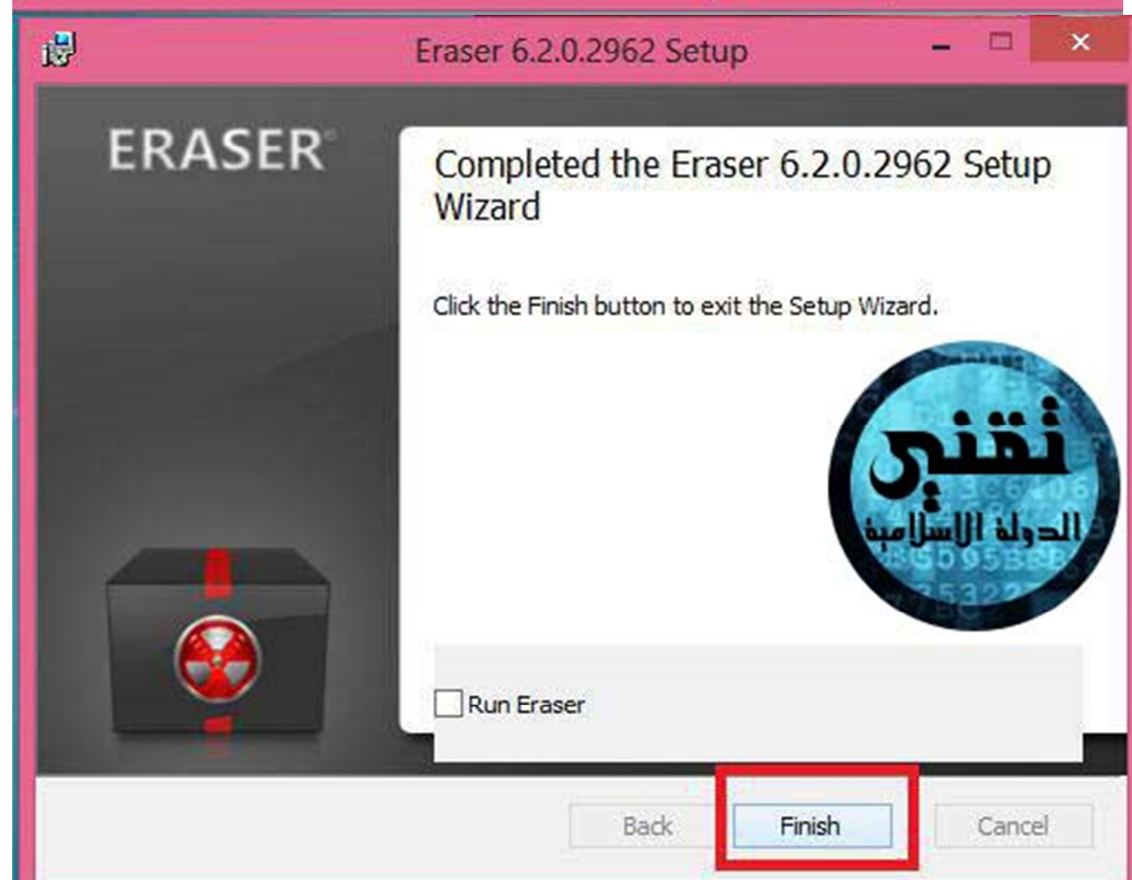 Eraser 6.2.0.2962 Setup
ERASER®
Completed the Eraser 6.2.0.2962 Setup
Wizard
Click the Finish button to exit the Setup Wizard.
تقني
الدولة الاسلامية
Run Eraser
Back
Finish
Cancel